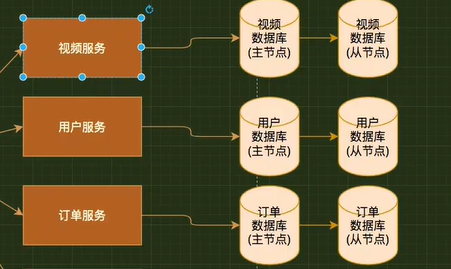 视频服务
视频
数据库
(主节点)
视频
数据库
(从节点)
用户服务
用户
数据库
(主节点)
用户
数据库
(从节点)
订单服务
订单
数据库
(主节点)
订单
数据库
(从节点)